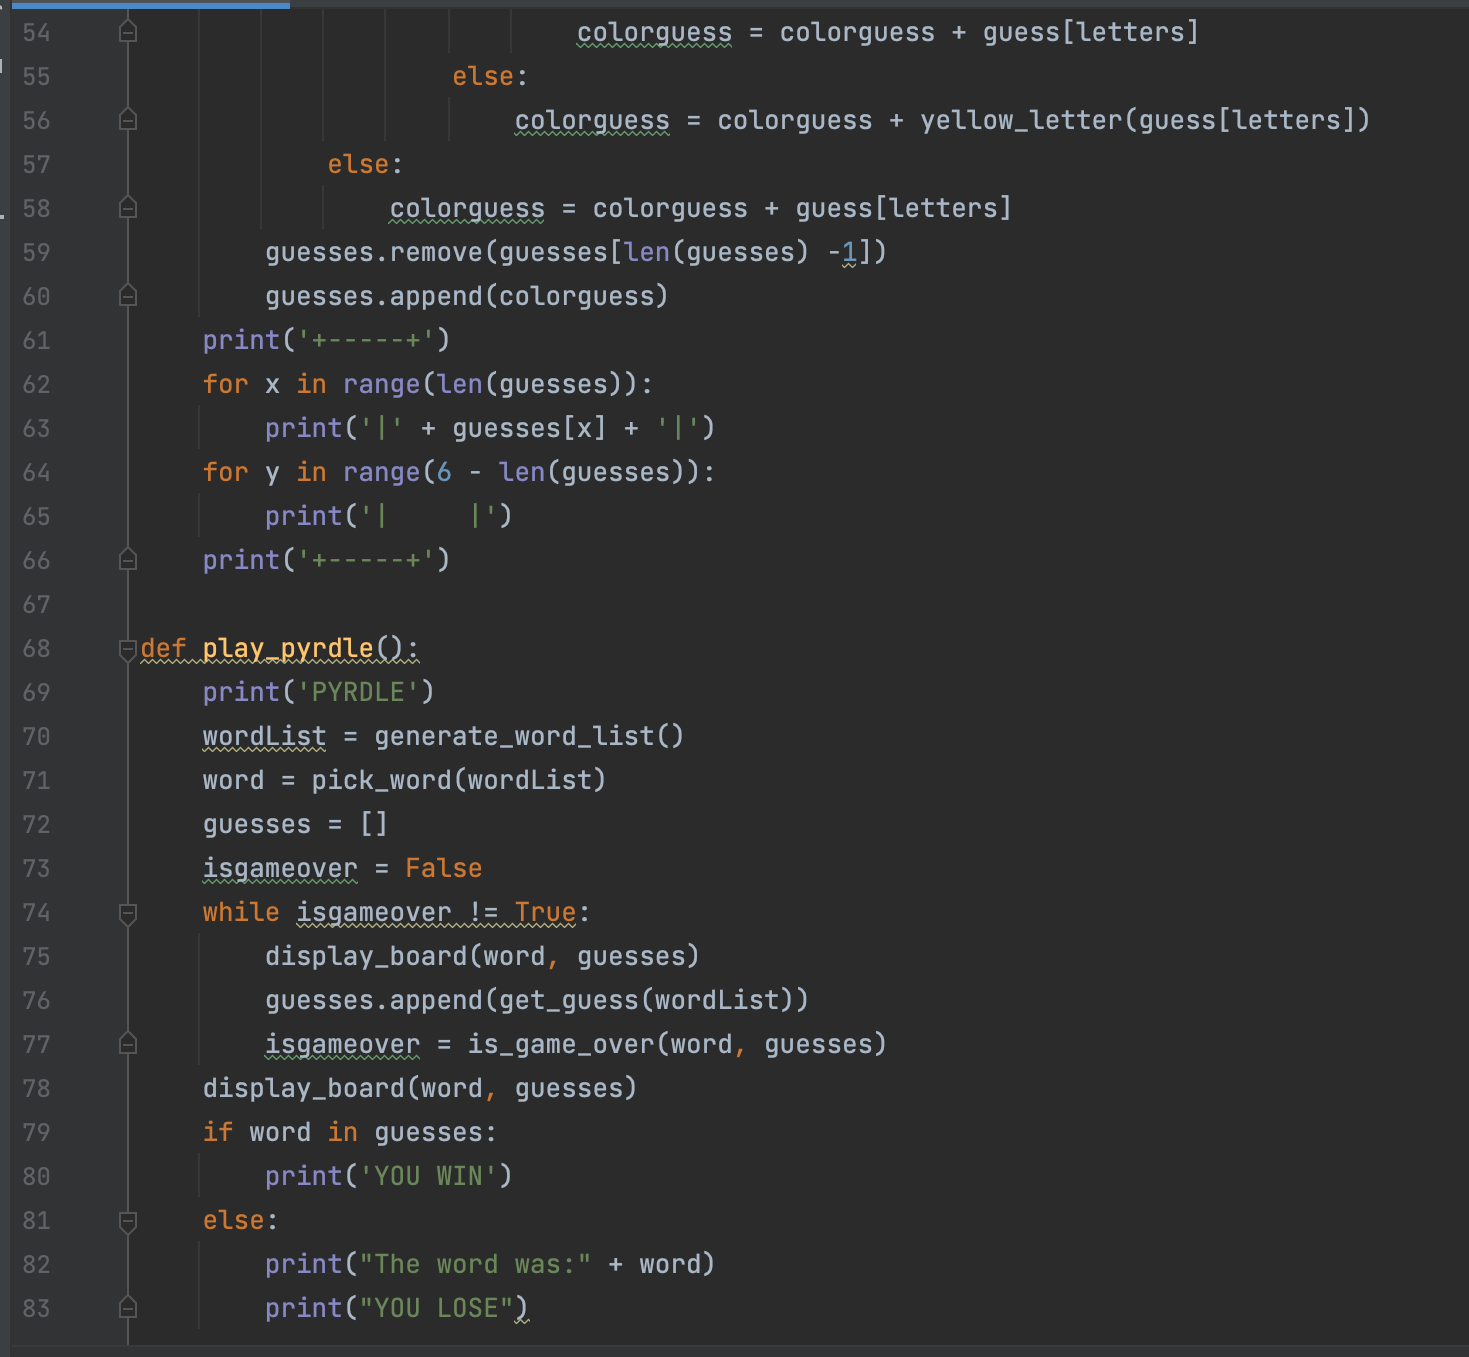 54                                 colorguess = colorguess + guess[letters]
55                         else:
56                             colorguess = colorguess + yellow_letter(guess[letters])
57                 else:
58                     colorguess = colorguess + guess[letters]
59             guesses.remove(guesses[len(guesses) -1])
60             guesses.append(colorguess)
61         print('+-----+')
62         for x in range(len(guesses)):
63             print('|' + guesses[x] + '|')
64         for y in range(6 - len(guesses)):
65             print('|     |')
66         print('+-----+')
67
68     def play_pyrdle():
69         print('PYRDLE')
70         wordList = generate_word_list()
71         word = pick_word(wordList)
72         guesses = []
73         isgameover = False
74         while isgameover != True:
75             display_board(word, guesses)
76             guesses.append(get_guess(wordList))
77             isgameover = is_game_over(word, guesses)
78         display_board(word, guesses)
79         if word in guesses:
80             print('YOU WIN')
81         else:
82             print("The word was:" + word)
83             print("YOU LOSE")